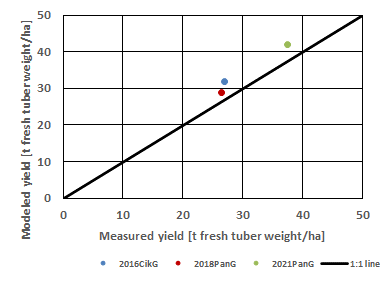 Modeled yield [t fresh tuber weight/ha]
50
40
30
20
10
0
0 10 20 30 40 50
Measured yield [t fresh tuber weight/ha]
2016CikG 2018PanG 2021PanG 1:1 line